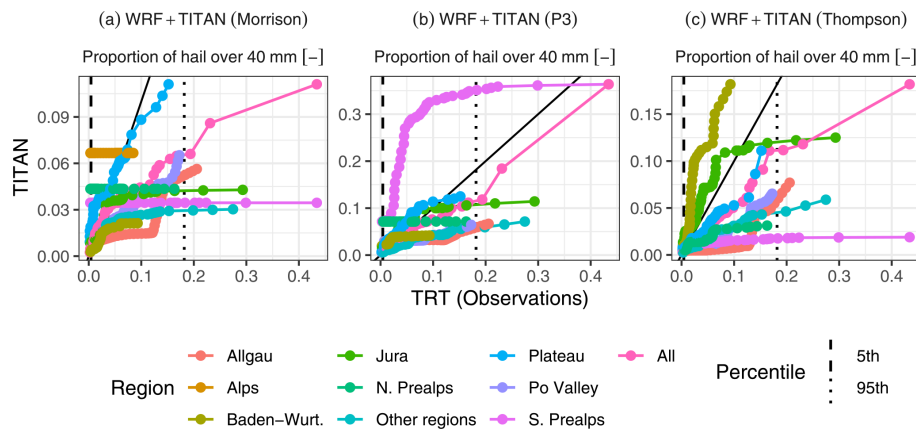 (a) WRF+TITAN (Morrison)
(b) WRF+TITAN (P3)
(c) WRF+TITAN (Thompson)
Proportion of hail over 40 mm [−]
Proportion of hail over 40 mm [−]
Proportion of hail over 40 mm [−]
TITAN
0.09
0.06
0.03
0.00
0.0 0.1 0.2 0.3 0.4
0.3
0.2
0.1
0.0
0.0 0.1 0.2 0.3 0.4
0.15
0.10
0.05
0.00
0.0 0.1 0.2 0.3 0.4
TRT (Observations)
Region
Allgau
Alps
Baden−Wurt.
Jura
N. Prealps
Other regions
Plateau
Po Valley
S. Prealps
All
Percentile
5th
95th